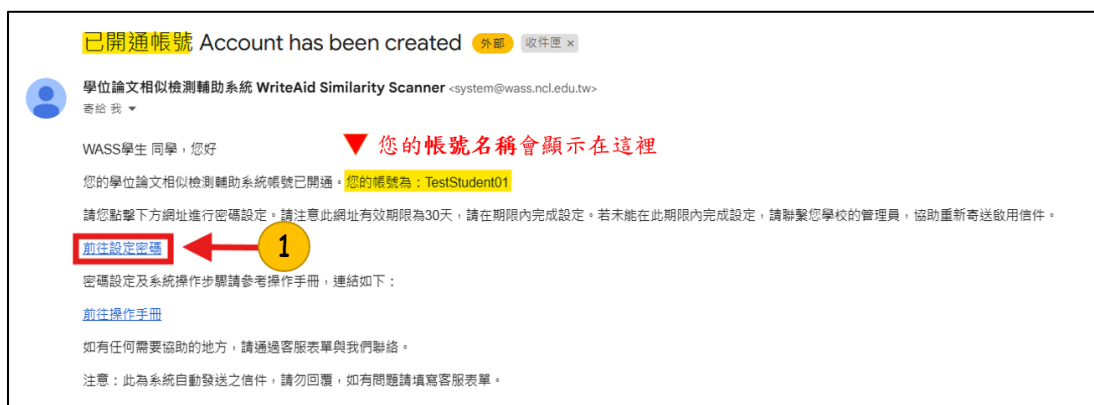 已開通帳號 Account has been created 外部 收件匣 ×
學位論文相似檢測輔助系統 WriteAid Similarity Scanner <system@wass.ncl.edu.tw>
寄給 我
WASS學生 同學，您好
▼ 您的帳號名稱會顯示在這裡
您的學位論文相似檢測輔助系統帳號已開通。您的帳號為：TestStudent01
請您點擊下方網址進行密碼設定。請注意此網址有效期限為30天，請在期限內完成設定。若未能在此期限內完成設定，請聯繫您學校的管理員，協助重新寄送啟用信件。
前往設定密碼 1
密碼設定及系統操作步驟請參考操作手冊，連結如下：
前往操作手冊
如有任何需要協助的地方，請通過客服表單與我們聯絡。
注意：此為系統自動發送之信件，請勿回覆，如有問題請填寫客服表單。